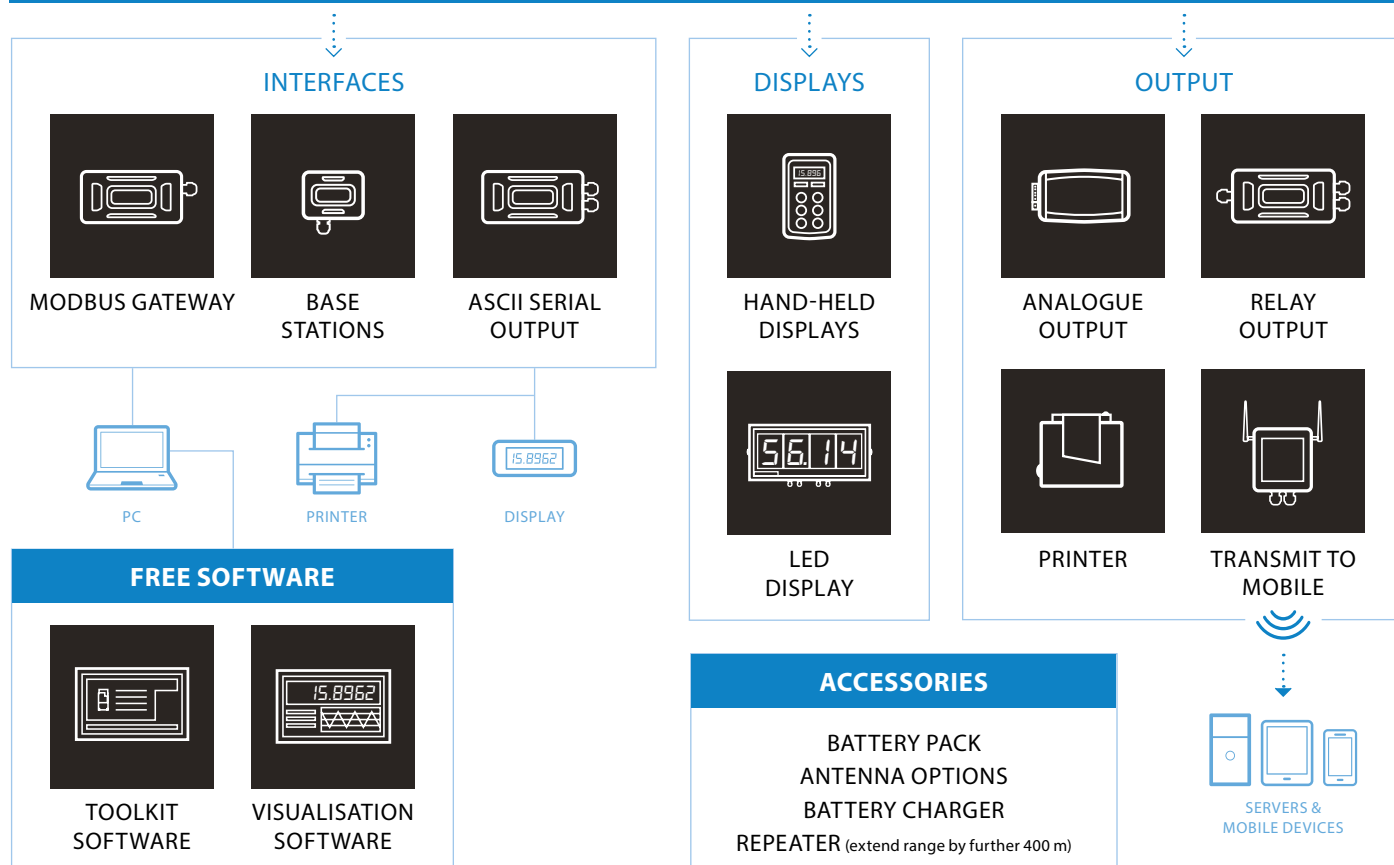 INTERFACES
MODBUS GATEWAY
BASE
STATIONS
ASCII SERIAL
OUTPUT
PC
PRINTER
15.8962
DISPLAY
FREE SOFTWARE
TOOLKIT
SOFTWARE
15.8962
VISUALISATION
SOFTWARE
DISPLAYS
15.896
HAND-HELD
DISPLAYS
56.14
LED
DISPLAY
OUTPUT
ANALOGUE
OUTPUT
RELAY
OUTPUT
PRINTER
TRANSMIT TO
MOBILE
SERVERS &
MOBILE DEVICES
ACCESSORIES
BATTERY PACK
ANTENNA OPTIONS
BATTERY CHARGER
REPEATER (extend range by further 400 m)